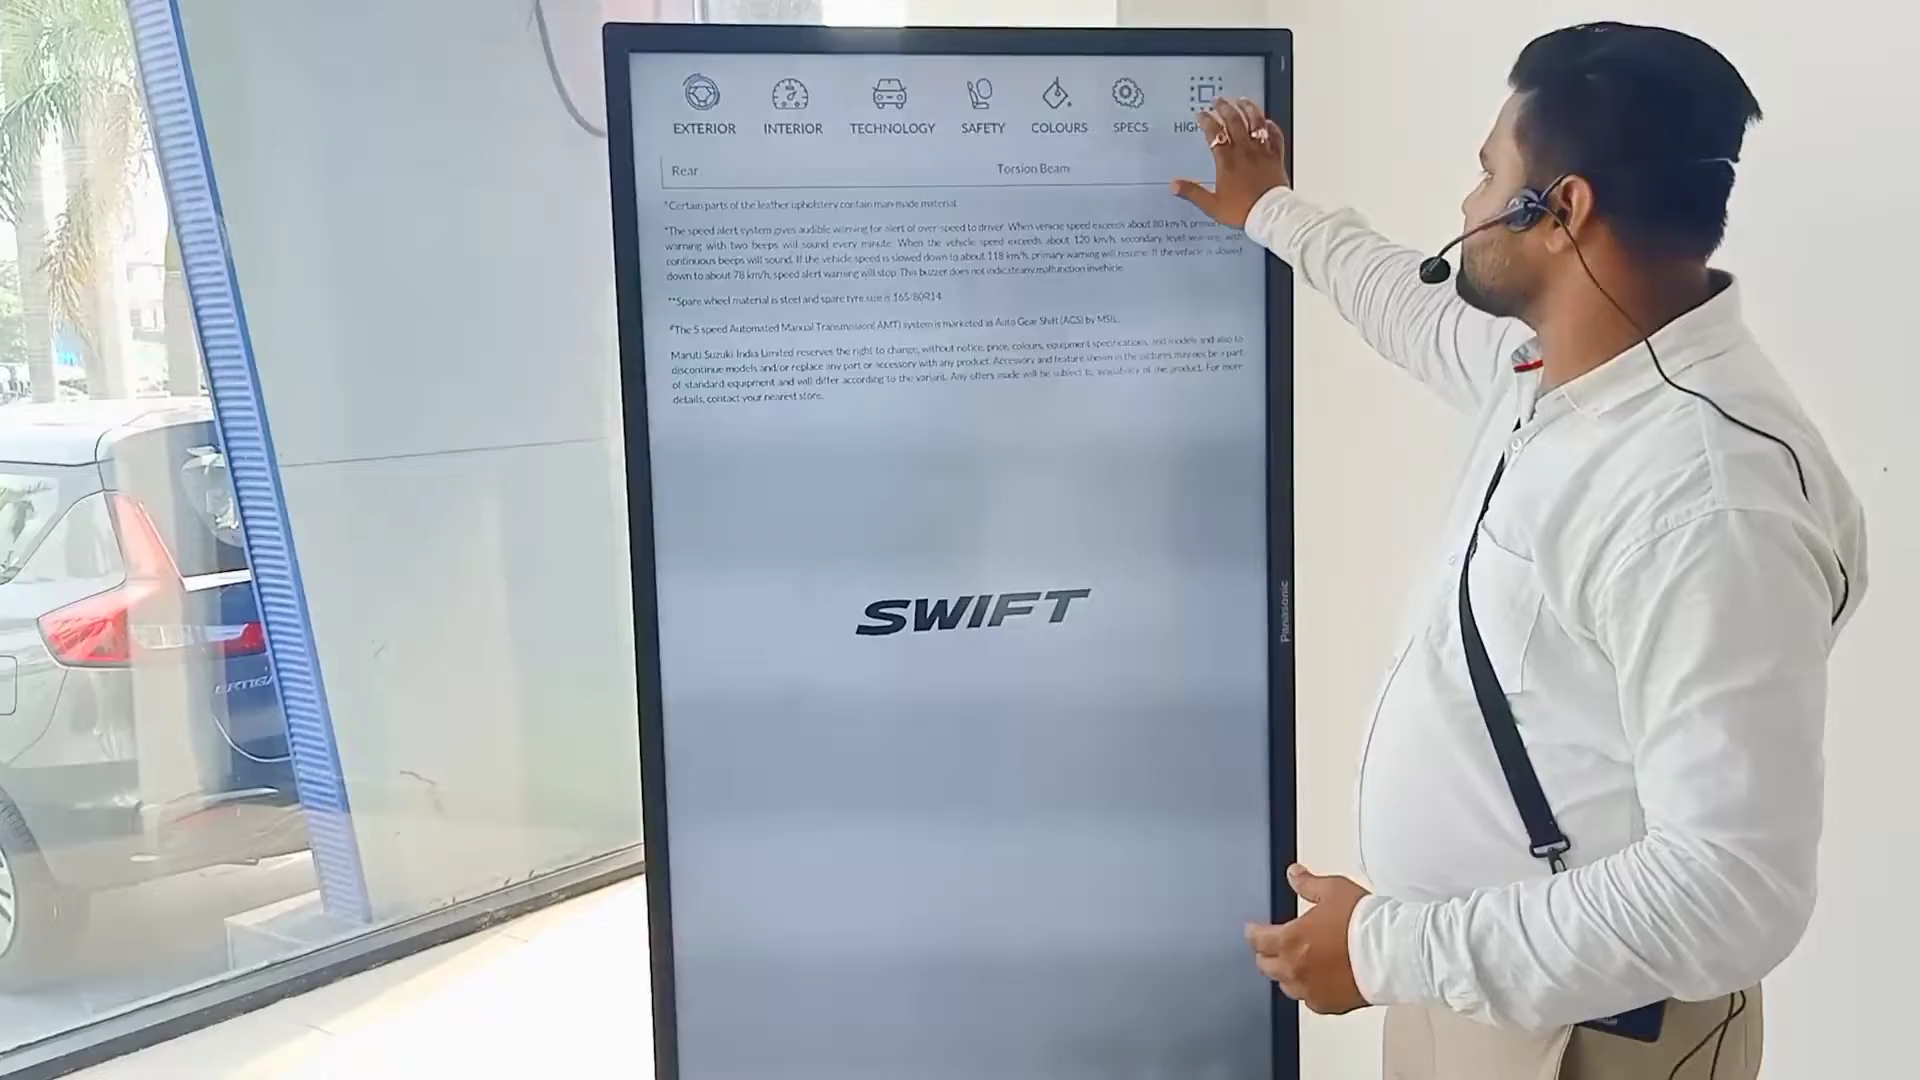 EXTERIOR INTERIOR TECHNOLOGY SAFETY COLOURS SPECS HIGH
Rear Torsion Beam
*Certain parts of the leather upholstery contain man-made material
*The speed alert system gives audible warning for alert of over speed to driver. When vehicle speed exceeds about 80 km/h, primary
warning with two beeps will sound every minute. When the vehicle speed exceeds about 120 km/h, secondary level warning with
continuous beeps will sound. If the vehicle speed is slowed down to about 118 km/h, primary warning will resume. If the vehicle is slowed
down to about 78 km/h, speed alert warning will stop. This buzzer does not indicateany malfunction invehicle
**Spare wheel material is steel and spare tyre size is 165/80R14
#The 5 speed Automated Manual Transmission( AMT) system is marketed as Auto Gear Shift (AGS) by MSIL.
Maruti Suzuki India Limited reserves the right to change, without notice, price, colours, equipment specifications, and models and also to
discontinue models and/or replace any part or accessory with any product. Accessory and feature shown in the pictures may not be a part
of standard equipment and will differ according to the variant. Any offers made will be subject to availability of the product. For more
details, contact your nearest store.
SWIFT
Panasonic
ERTIGA